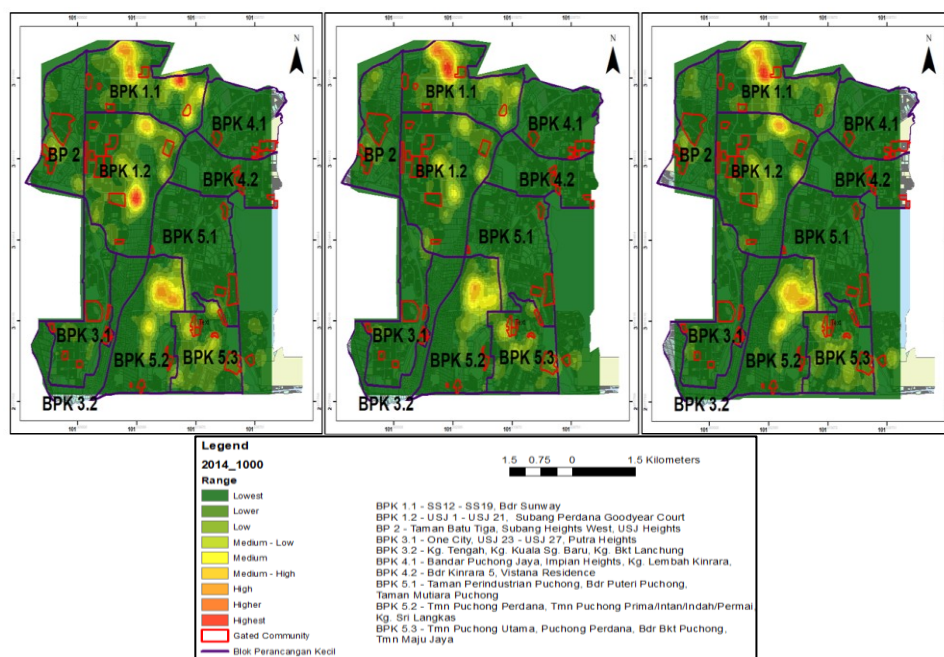 N
BPK 1.1
BPK 4.1
BP 2
BPK 1.2
BPK 4.2
BPK 5.1
BPK 3.1
BPK 5.2
BPK 5.3
BPK 3.2
N
BPK 1.1
BPK 4.1
BP 2
BPK 1.2
BPK 4.2
BPK 5.1
BPK 3.1
BPK 5.2
BPK 5.3
BPK 3.2
N
BPK 1.1
BPK 4.1
BP 2
BPK 1.2
BPK 4.2
BPK 5.1
BPK 3.1
BPK 5.2
BPK 5.3
BPK 3.2
Legend
2014_1000
Range
Lowest
Lower
Low
Medium - Low
Medium
Medium - High
High
Higher
Highest
Gated Community
Blok Perancangan Kecil
1.5 0.75 0 1.5 Kilometers
BPK 1.1 - SS12 - SS19, Bdr Sunway
BPK 1.2 - USJ 1 - USJ 21, Subang Perdana Goodyear Court
BP 2 - Taman Batu Tiga, Subang Heights West, USJ Heights
BPK 3.1 - One City, USJ 23 - USJ 27, Putra Heights
BPK 3.2 - Kg. Tengah, Kg. Kuala Sg. Baru, Kg. Bkt Lanchung
BPK 4.1 - Bandar Puchong Jaya, Impian Heights, Kg. Lembah Kinrara,
BPK 4.2 - Bdr Kinrara 5, Vistana Residence
BPK 5.1 - Taman Perindustrian Puchong, Bdr Puteri Puchong,
Taman Mutiara Puchong
BPK 5.2 - Tmn Puchong Perdana, Tmn Puchong Prima/Intan/Indah/Permai,
Kg. Sri Langkas
BPK 5.3 - Tmn Puchong Utama, Puchong Perdana, Bdr Bkt Puchong,
Tmn Maju Jaya